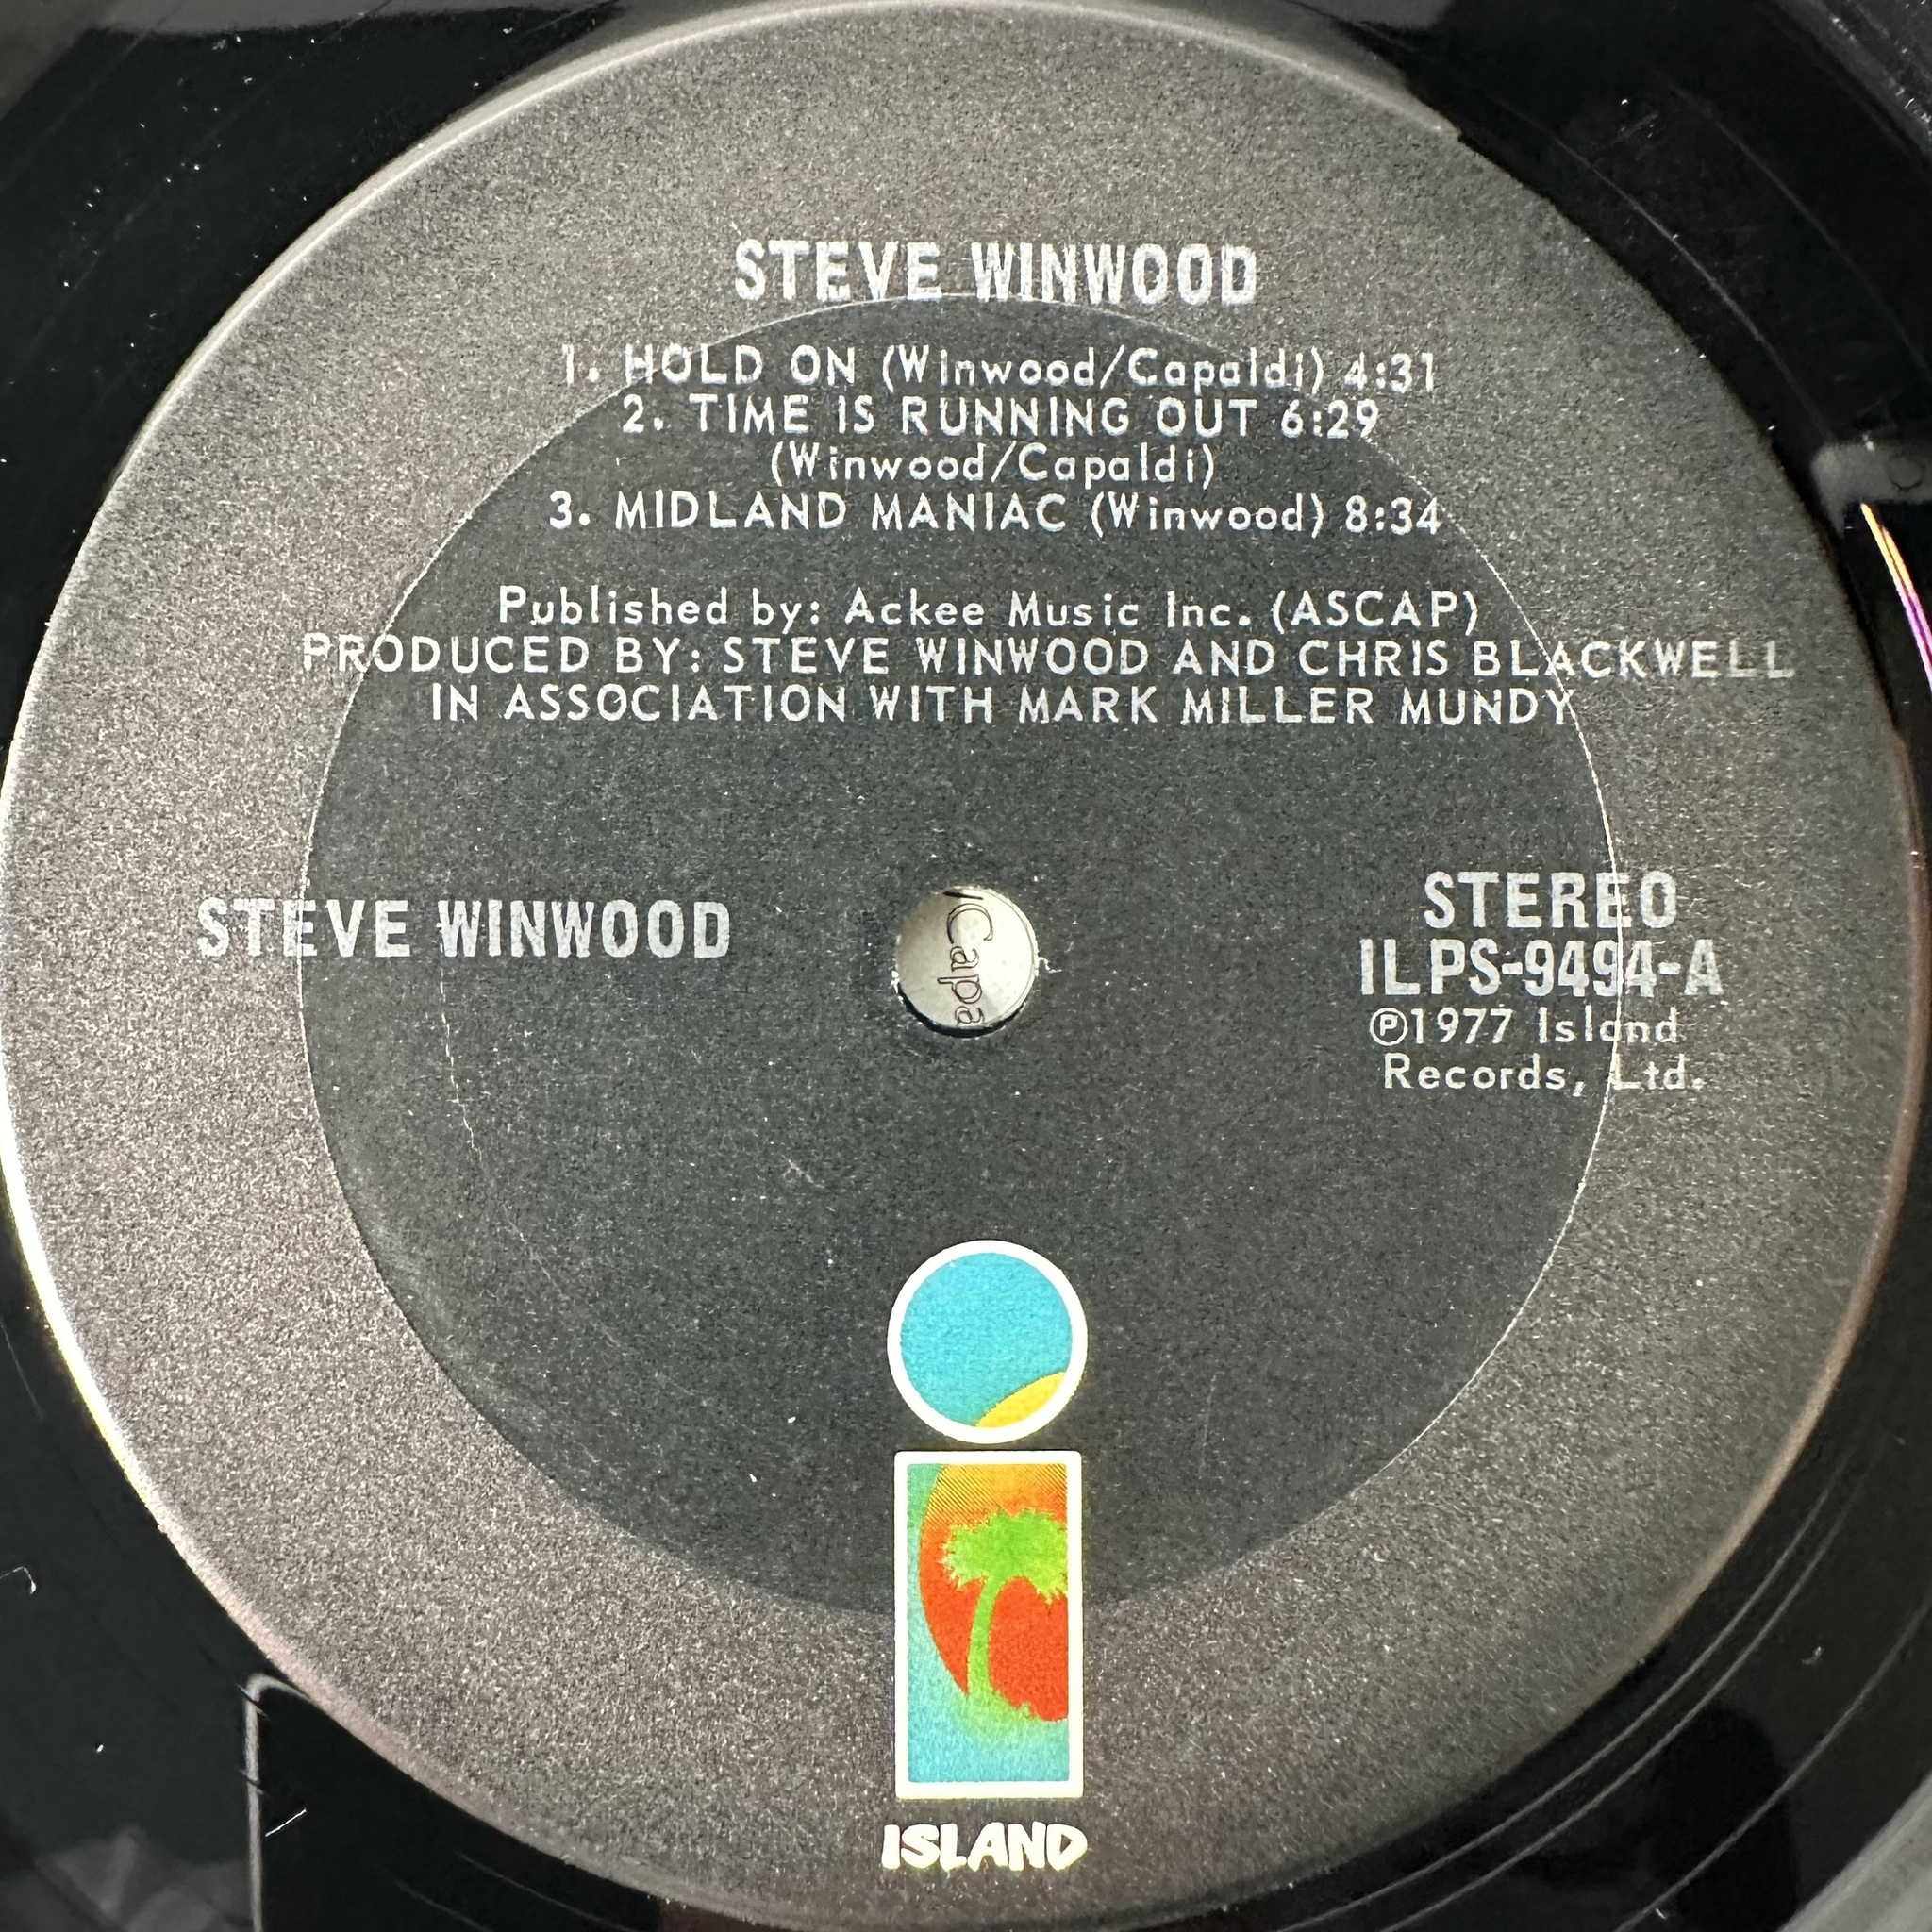 STEVE WINWOOD
1. HOLD ON (Winwood/Capaldi) 4:31
2. TIME IS RUNNING OUT 6:29
(Winwood/Capaldi)
3. MIDLAND MANIAC (Winwood) 8:34
Published by: Ackee Music Inc. (ASCAP)
PRODUCED BY: STEVE WINWOOD AND CHRIS BLACKWELL
IN ASSOCIATION WITH MARK MILLER MUNDY
STEVE WINWOOD
/Capa
STEREO
ILPS-9494-A
℗1977 Island
Records, Ltd.
ISLAND